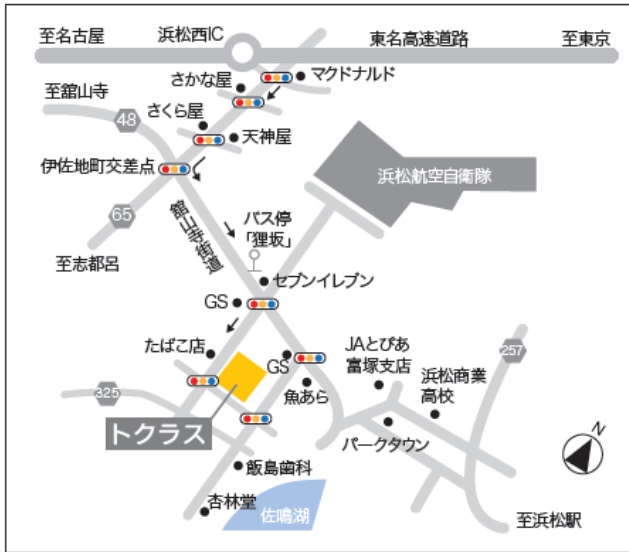 至名古屋
浜松西IC
東名高速道路
至東京
さかな屋
マクドナルド
至舘山寺
さくら屋
48
天神屋
伊佐地町交差点
浜松航空自衛隊
65
舘山寺街道
バス停
「狸坂」
至志都呂
セブンイレブン
GS
たばこ店
GS
JAとぴあ
富塚支店
257
浜松商業
高校
325
魚あら
トクラス
パークタウン
N
飯島歯科
杏林堂
佐鳴湖
至浜松駅